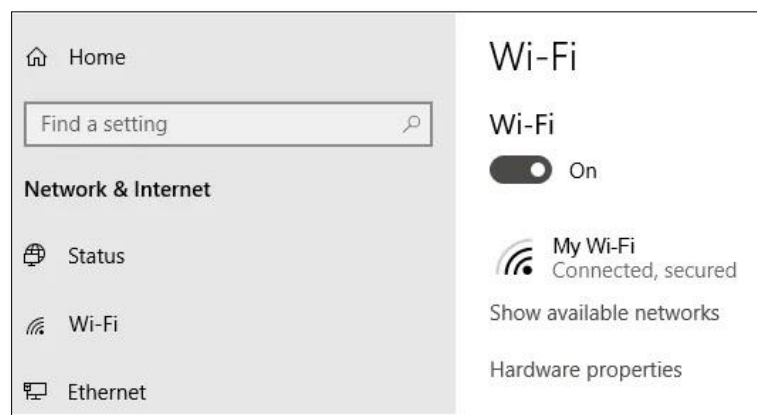 Home
Find a setting
Network & Internet
Status
Wi-Fi
Ethernet
Wi-Fi
Wi-Fi
On
My Wi-Fi
Connected, secured
Show available networks
Hardware properties